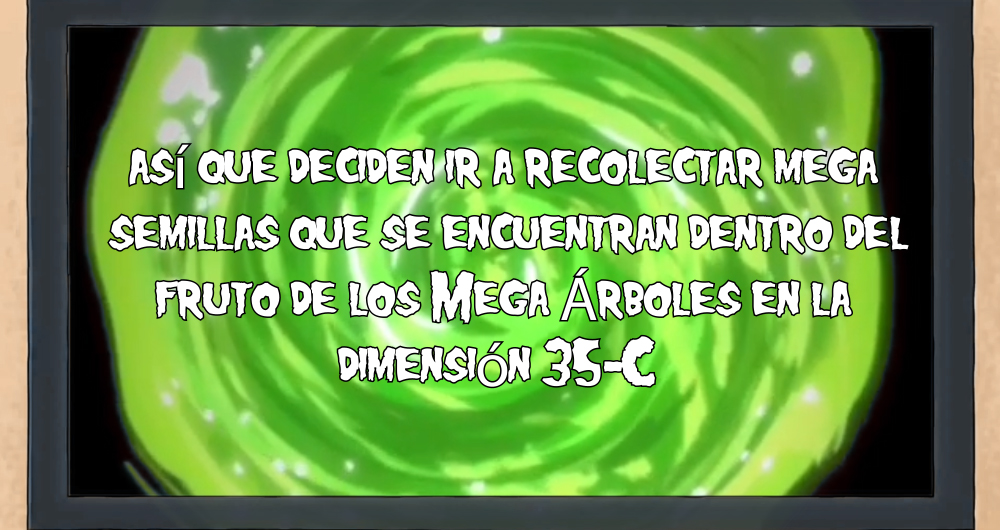 así que deciden ir a recolectar mega
semillas que se encuentran dentro del
fruto de los Mega Árboles en la
dimensión 35-C